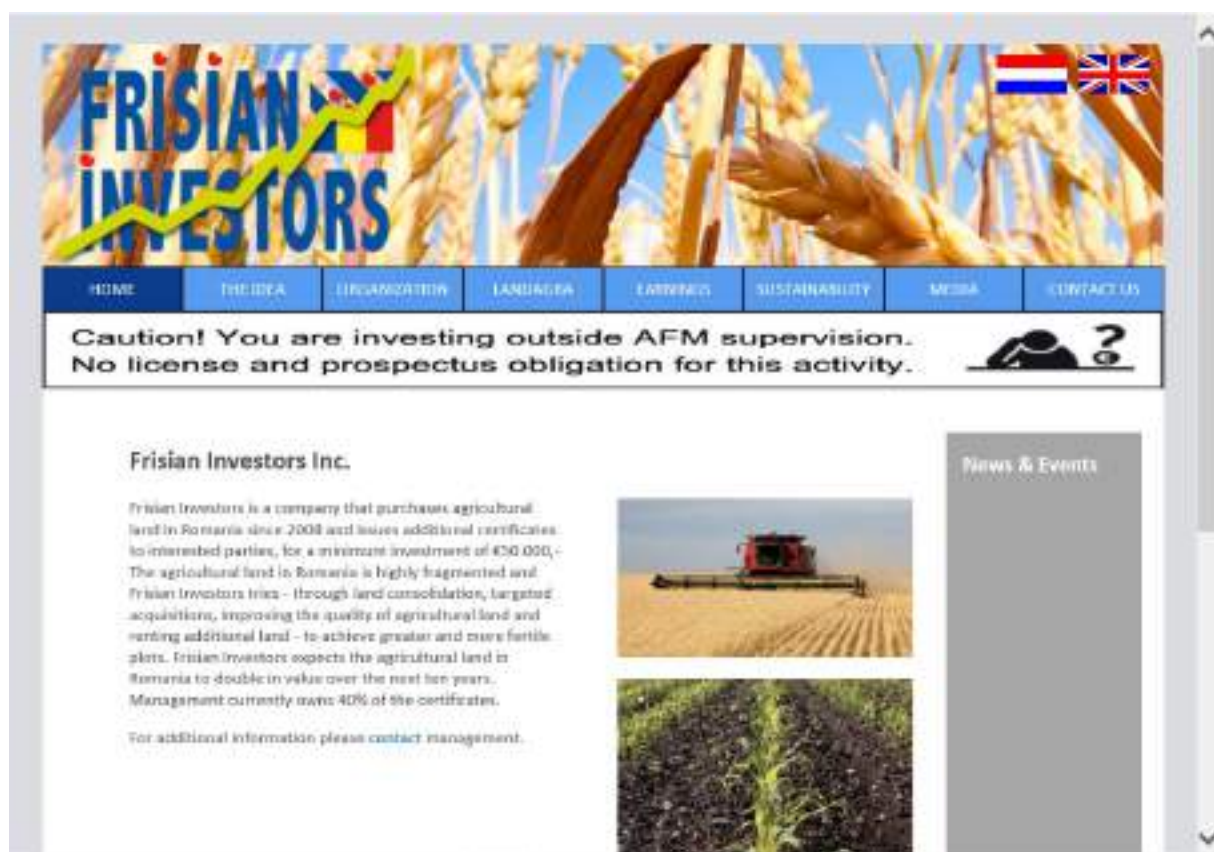 FRISIAN
INVESTORS
HOME THE IDEA ORGANIZATION LANDAGRA EARNINGS SUSTAINABILITY MEDIA CONTACT US
Caution! You are investing outside AFM supervision.
No license and prospectus obligation for this activity.
Frisian Investors Inc.
News & Events
Frisian Investors is a company that purchases agricultural
land in Romania since 2008 and issues additional certificates
to interested parties, for a minimum investment of €50.000,-
The agricultural land in Romania is highly fragmented and
Frisian Investors tries - through land consolidation, targeted
acquisitions, improving the quality of agricultural land and
renting additional land - to achieve greater and more fertile
plots. Frisian Investors expects the agricultural land in
Romania to double in value over the next ten years.
Management currently owns 40% of the certificates.
For additional information please contact management.